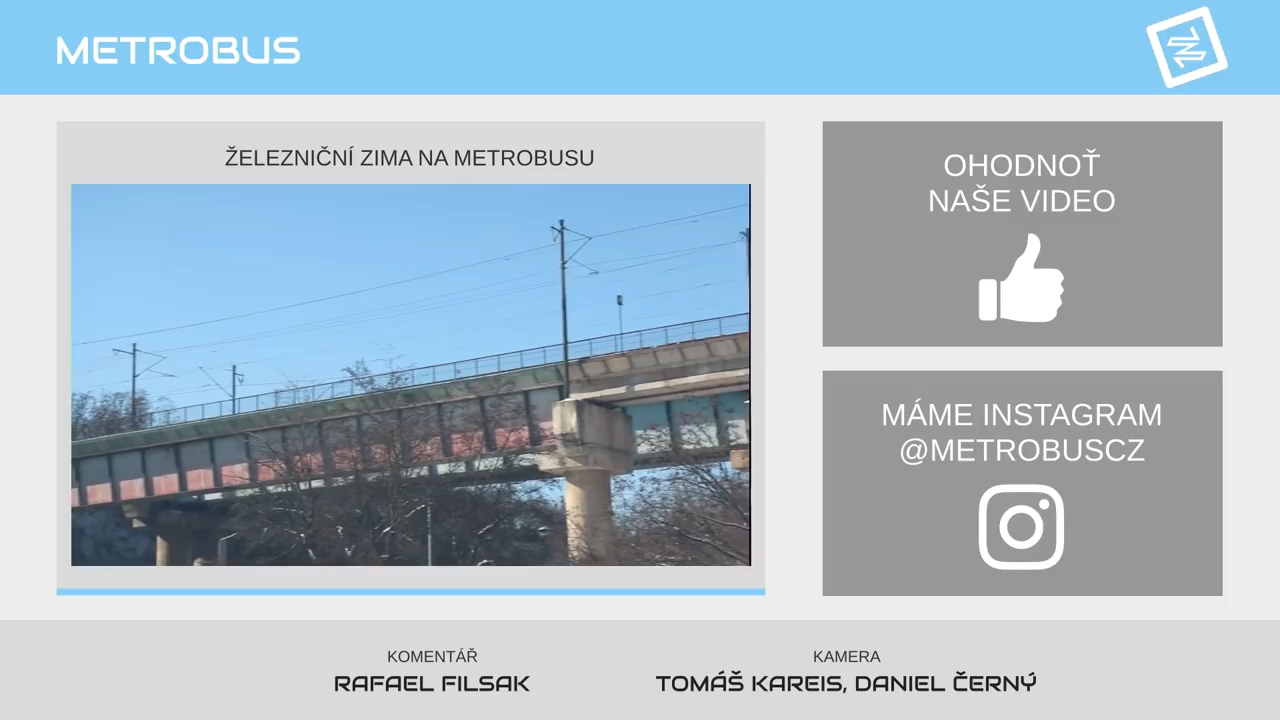 METROBUS
ŽELEZNIČNÍ ZIMA NA METROBUSU
OHODNOŤ
NAŠE VIDEO
MÁME INSTAGRAM
@METROBUSCZ
KOMENTÁŘ
RAFAEL FILSAK
KAMERA
TOMÁŠ KAREIS, DANIEL ČERNÝ